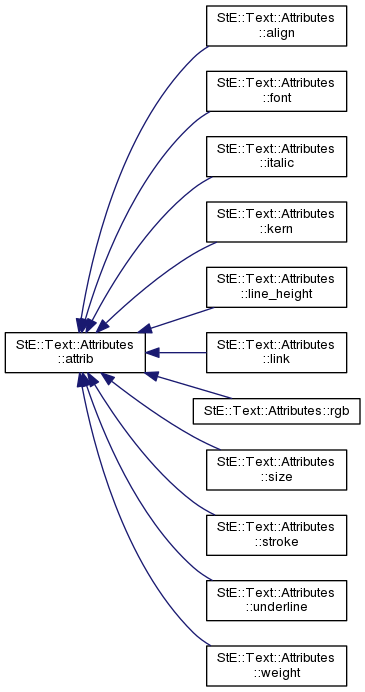 StE::Text::Attributes
::align
StE::Text::Attributes
::font
StE::Text::Attributes
::italic
StE::Text::Attributes
::kern
StE::Text::Attributes
::line_height
StE::Text::Attributes
::attrib
StE::Text::Attributes
::link
StE::Text::Attributes::rgb
StE::Text::Attributes
::size
StE::Text::Attributes
::stroke
StE::Text::Attributes
::underline
StE::Text::Attributes
::weight